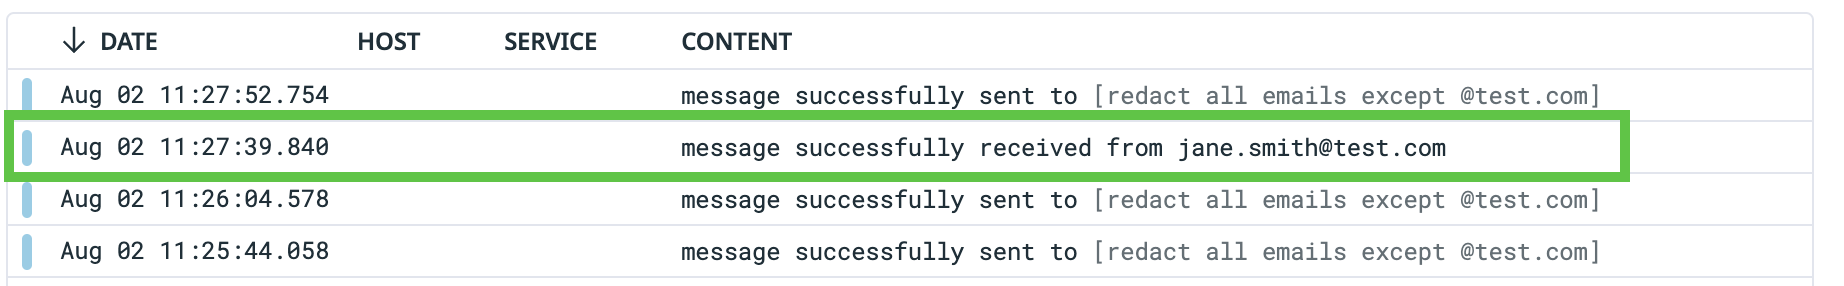 DATE HOST SERVICE CONTENT
Aug 02 11:27:52.754 message successfully sent to [redact all emails except @test.com]
Aug 02 11:27:39.840 message successfully received from jane.smith@test.com
Aug 02 11:26:04.578 message successfully sent to [redact all emails except @test.com]
Aug 02 11:25:44.058 message successfully sent to [redact all emails except @test.com]